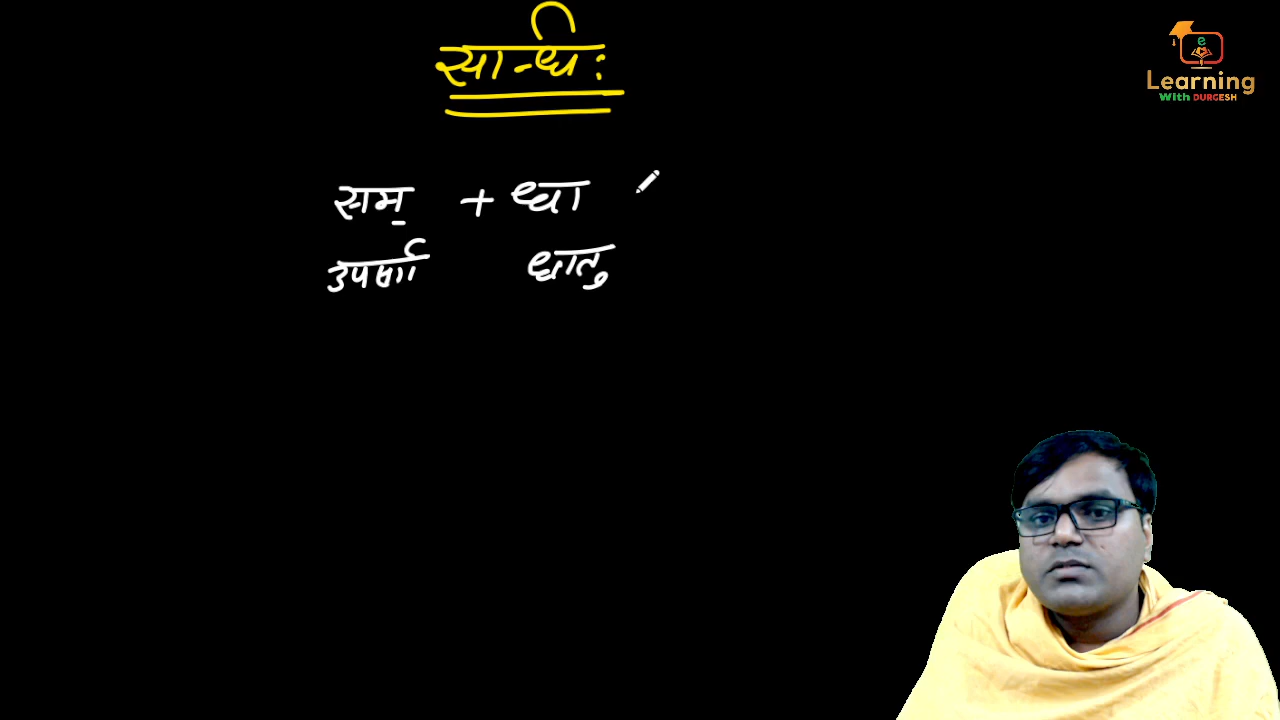 सन्धिः
सम् + धा
उपसर्ग धातु
e
Learning
With DURGESH